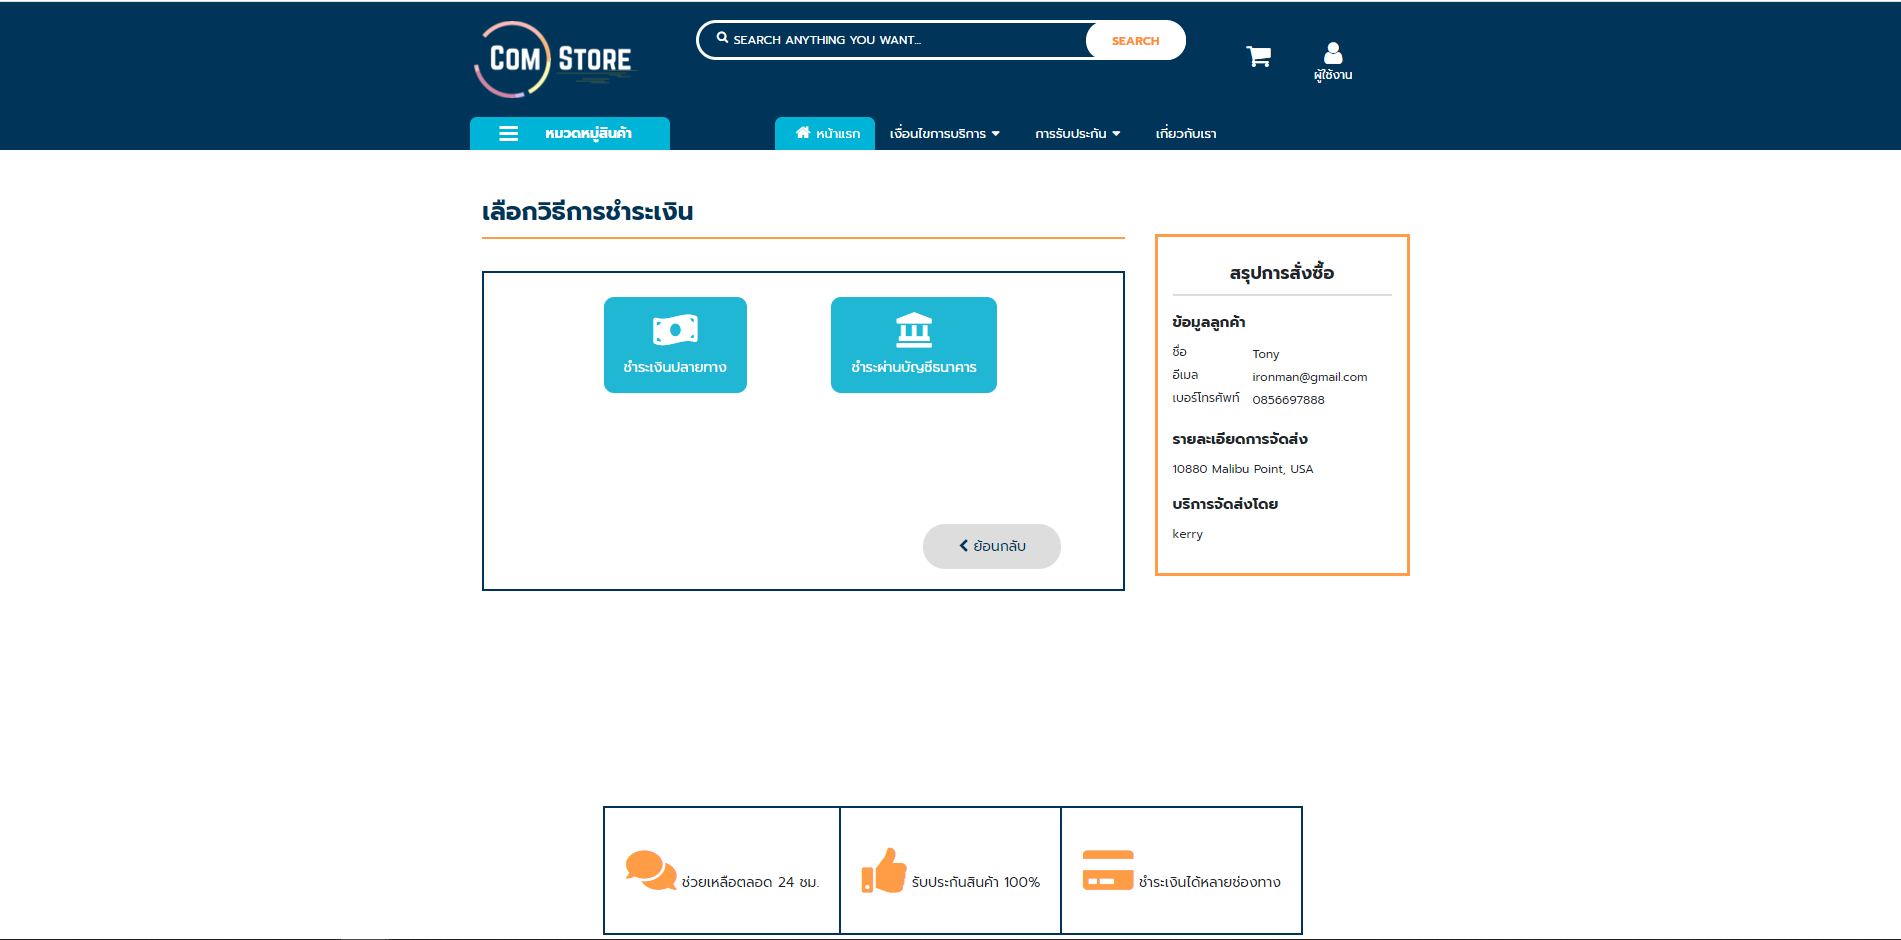 COM STORE
SEARCH ANYTHING YOU WANT...
SEARCH
ผู้ใช้งาน
หมวดหมู่สินค้า
หน้าแรก
เงื่อนไขการบริการ
การรับประกัน
เกี่ยวกับเรา
เลือกวิธีการชำระเงิน
ชำระเงินปลายทาง
ชำระผ่านบัญชีธนาคาร
ย้อนกลับ
สรุปการสั่งซื้อ
ข้อมูลลูกค้า
ชื่อ Tony
อีเมล ironman@gmail.com
เบอร์โทรศัพท์ 0856697888
รายละเอียดการจัดส่ง
10880 Malibu Point, USA
บริการจัดส่งโดย
kerry
ช่วยเหลือตลอด 24 ชม.
รับประกันสินค้า 100%
ชำระเงินได้หลายช่องทาง